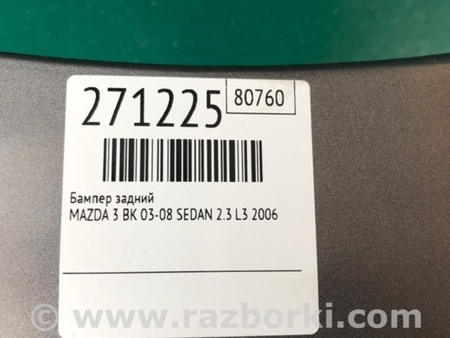 271225 80760
Бампер задний
MAZDA 3 BK 03-08 SEDAN 2.3 L3 2006
© www.razborki.com